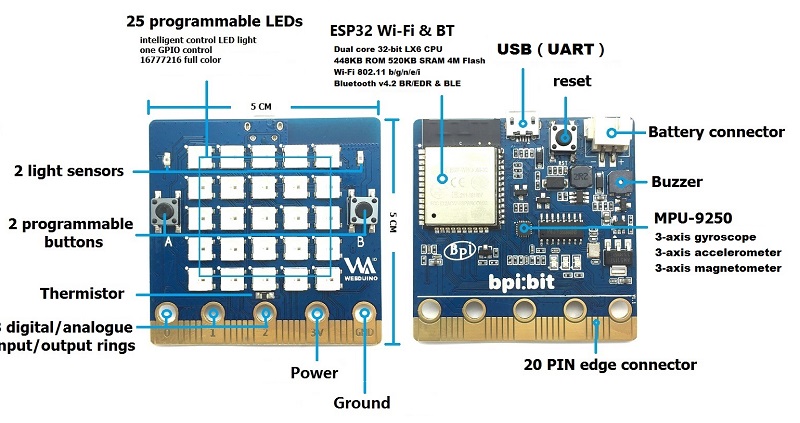 25 programmable LEDs
intelligent control LED light
one GPIO control
16777216 full color
ESP32 Wi-Fi & BT
Dual core 32-bit LX6 CPU
448KB ROM 520KB SRAM 4M Flash
Wi-Fi 802.11 b/g/n/e/i
Bluetooth v4.2 BR/EDR & BLE
USB ( UART )
reset
5 CM
Battery connector
2 light sensors
Buzzer
2 programmable
buttons
A
B
5 CM
MPU-9250
3-axis gyroscope
3-axis accelerometer
3-axis magnetometer
WEBDUINO
BpI
bpi:bit
Thermistor
digital/analogue
input/output rings
0
1
2
3V
GND
20 PIN edge connector
Power
Ground